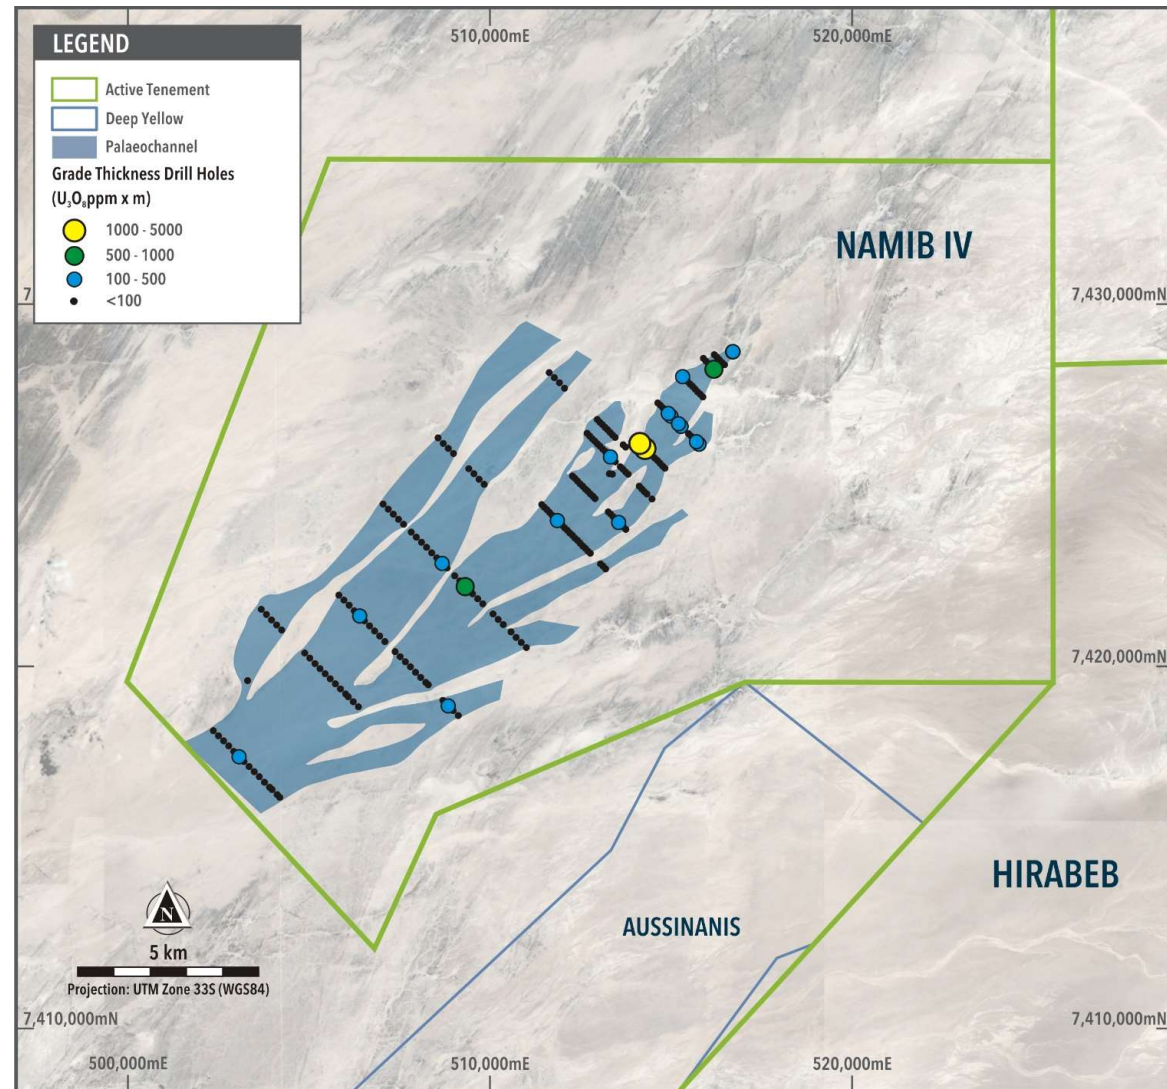 LEGEND
Active Tenement
Deep Yellow
Palaeochannel
Grade Thickness Drill Holes
(U₃O₈ppm x m)
1000 - 5000
500 - 1000
100 - 500
<100
510,000mE
520,000mE
NAMIB IV
7
7,430,000mN
7,420,000mN
HIRABEB
AUSSINANIS
N
5 km
Projection: UTM Zone 33S (WGS84)
7,410,000mN
7,410,000mN
500,000mE
510,000mE
520,000mE